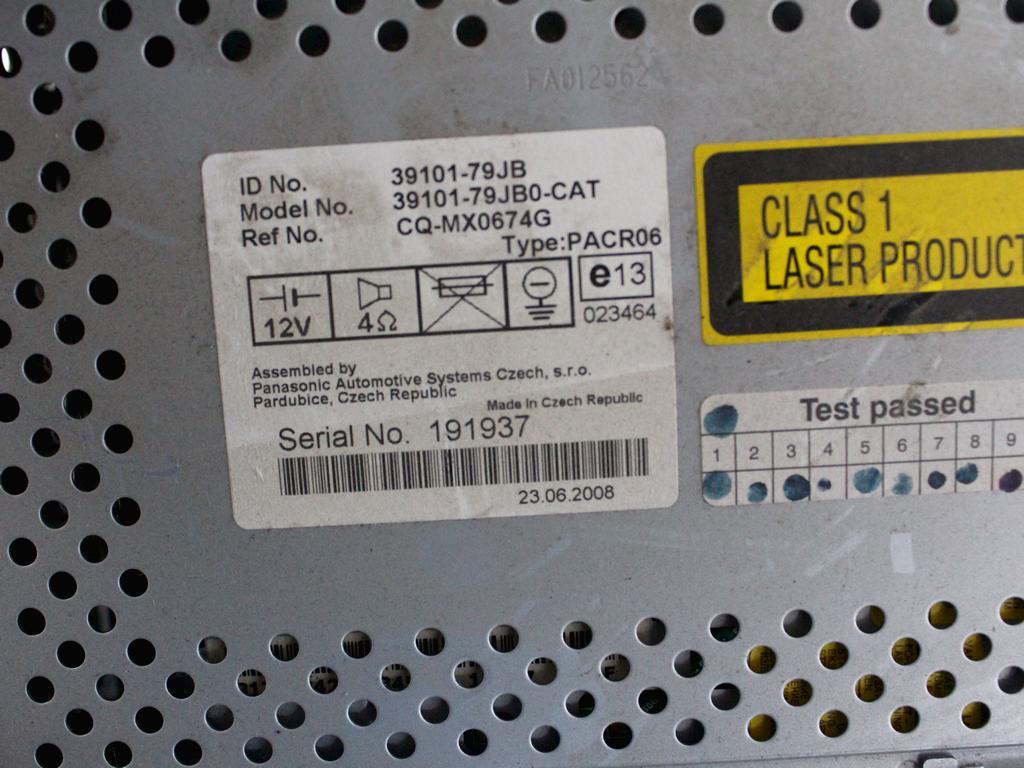 FA012562
ID No. 39101-79JB
Model No. 39101-79JB0-CAT
Ref No. CQ-MX0674G
Type:PACR06
12V 4Ω e13
023464
Assembled by
Panasonic Automotive Systems Czech, s.r.o.
Pardubice, Czech Republic
Made in Czech Republic
Serial No. 191937
23.06.2008
CLASS 1
LASER PRODUCT
Test passed
1 2 3 4 5 6 7 8 9